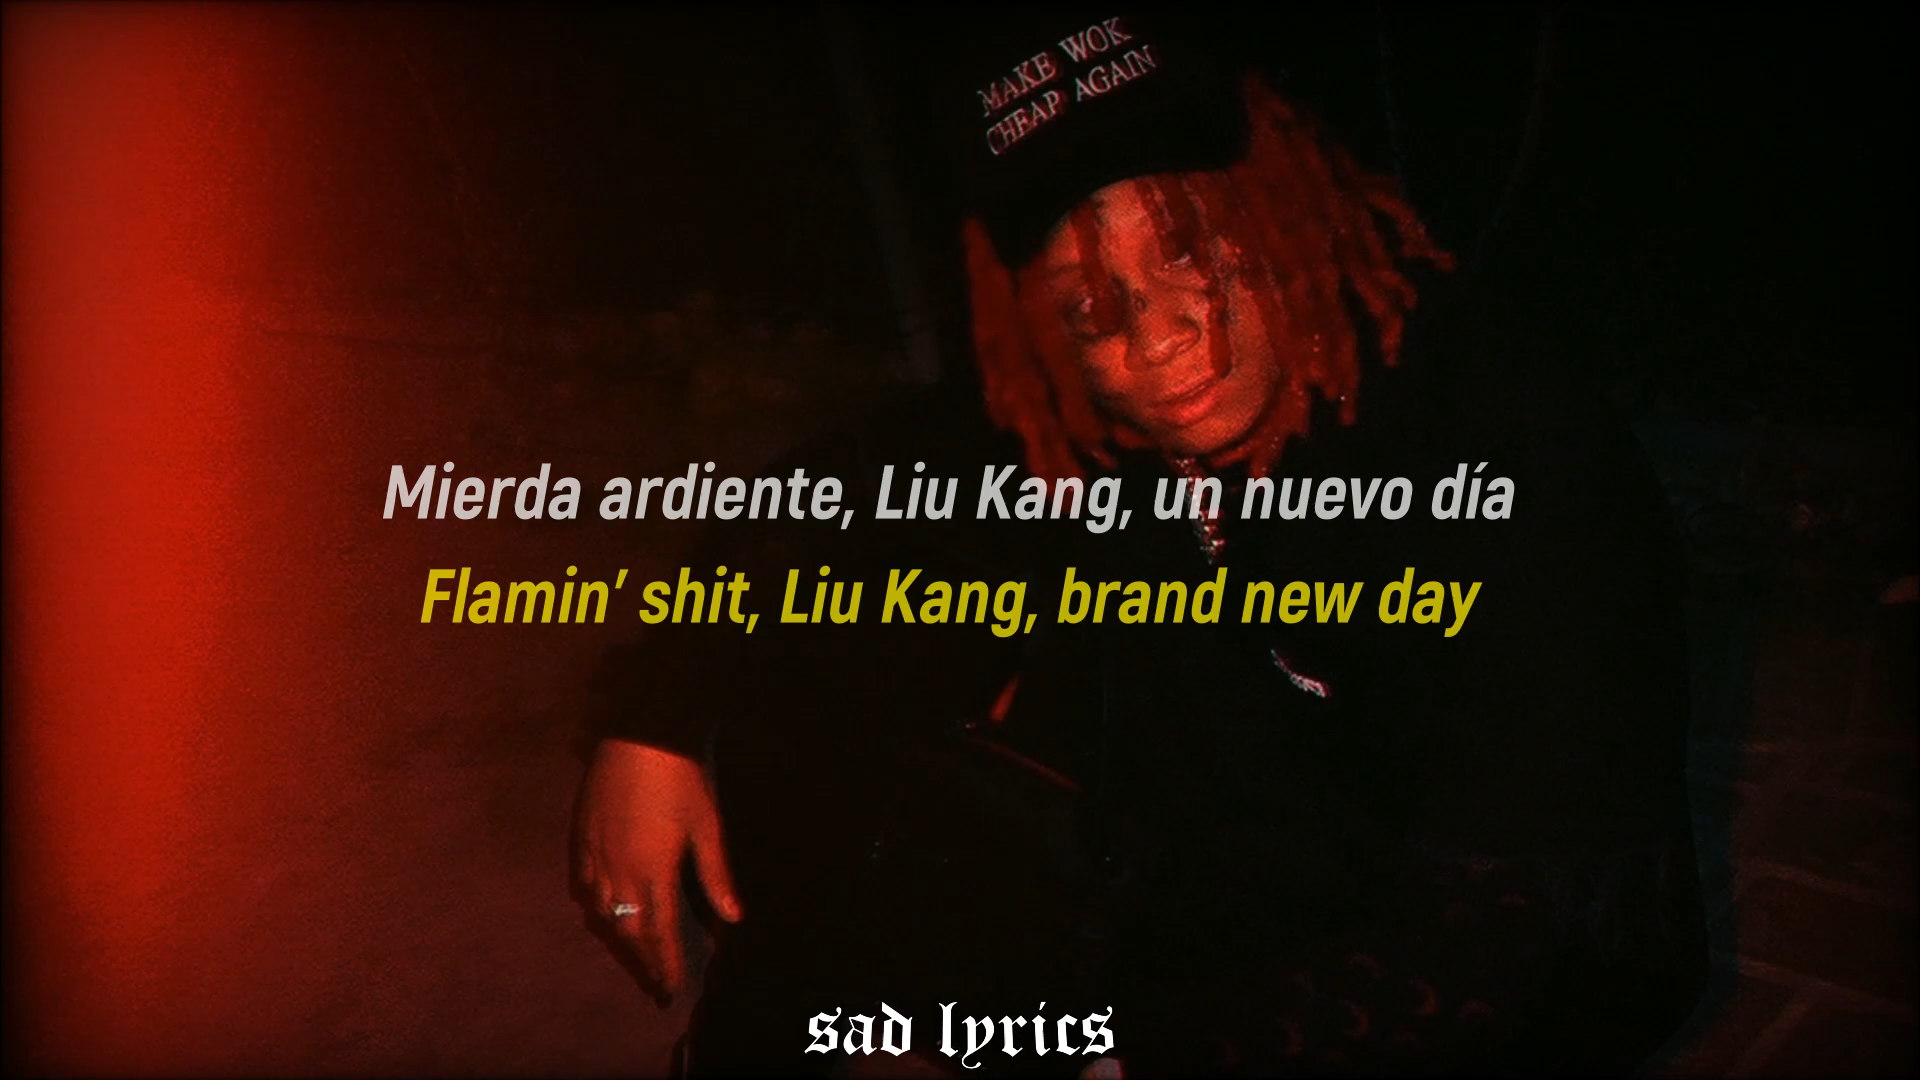 MAKE WOK
CHEAP AGAIN
Mierda ardiente, Liu Kang, un nuevo día
Flamin’ shit, Liu Kang, brand new day
sad lyrics